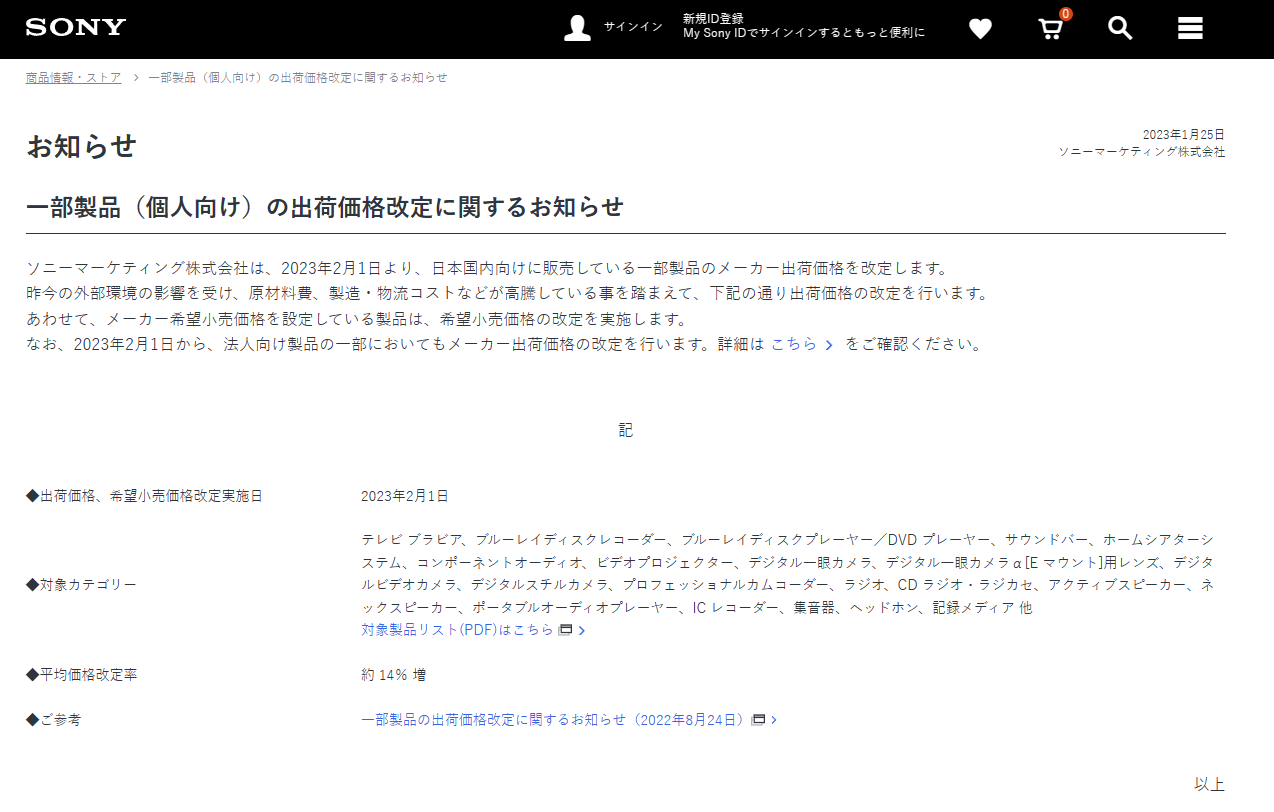 SONY
サインイン
新規ID登録
My Sony IDでサインインするともっと便利に
0
商品情報・ストア > 一部製品（個人向け）の出荷価格改定に関するお知らせ
お知らせ
2023年1月25日
ソニーマーケティング株式会社
一部製品（個人向け）の出荷価格改定に関するお知らせ
ソニーマーケティング株式会社は、2023年2月1日より、日本国内向けに販売している一部製品のメーカー出荷価格を改定します。
昨今の外部環境の影響を受け、原材料費、製造・物流コストなどが高騰している事を踏まえて、下記の通り出荷価格の改定を行います。
あわせて、メーカー希望小売価格を設定している製品は、希望小売価格の改定を実施します。
なお、2023年2月1日から、法人向け製品の一部においてもメーカー出荷価格の改定を行います。詳細は こちら > をご確認ください。
記
◆出荷価格、希望小売価格改定実施日 2023年2月1日
◆対象カテゴリー
テレビ ブラビア、ブルーレイディスクレコーダー、ブルーレイディスクプレーヤー／DVD プレーヤー、サウンドバー、ホームシアターシ
ステム、コンポーネントオーディオ、ビデオプロジェクター、デジタル一眼カメラ、デジタル一眼カメラα[E マウント]用レンズ、デジタ
ルビデオカメラ、デジタルスチルカメラ、プロフェッショナルカムコーダー、ラジオ、CD ラジオ・ラジカセ、アクティブスピーカー、ネ
ックスピーカー、ポータブルオーディオプレーヤー、IC レコーダー、集音器、ヘッドホン、記録メディア 他
対象製品リスト(PDF)はこちら >
◆平均価格改定率 約 14％ 増
◆ご参考 一部製品の出荷価格改定に関するお知らせ（2022年8月24日） >
以上